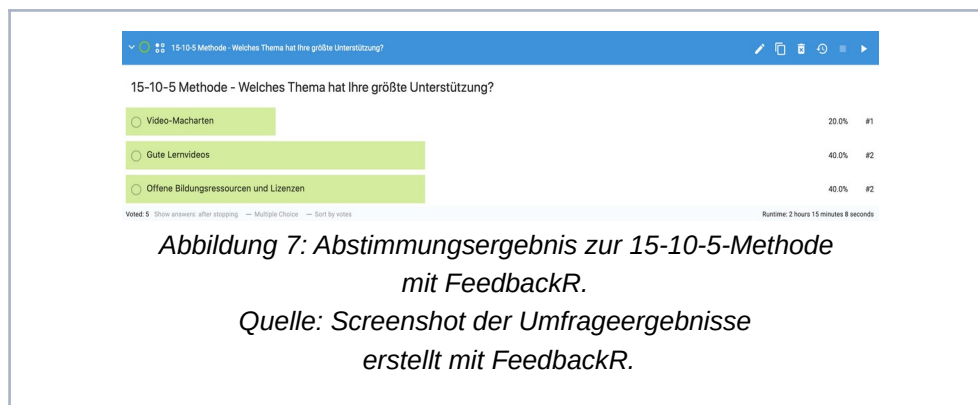 15-10-5 Methode - Welches Thema hat Ihre größte Unterstützung?
15-10-5 Methode - Welches Thema hat Ihre größte Unterstützung?
Video-Macharten 20.0% #1
Gute Lernvideos 40.0% #2
Offene Bildungsressourcen und Lizenzen 40.0% #2
Voted: 5 Show answers: after stopping — Multiple Choice — Sort by votes Runtime: 2 hours 15 minutes 8 seconds
Abbildung 7: Abstimmungsergebnis zur 15-10-5-Methode
mit FeedbackR.
Quelle: Screenshot der Umfrageergebnisse
erstellt mit FeedbackR.